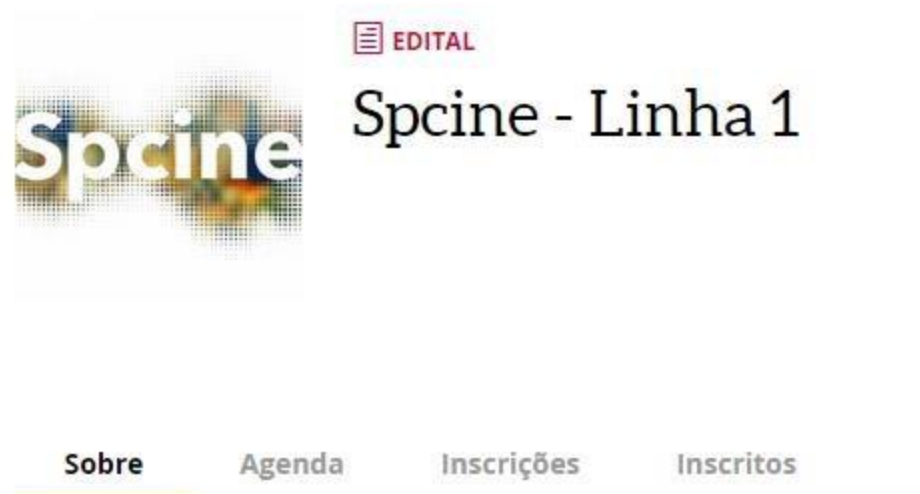 Spcine
EDITAL
Spcine - Linha 1
Sobre Agenda Inscrições Inscritos